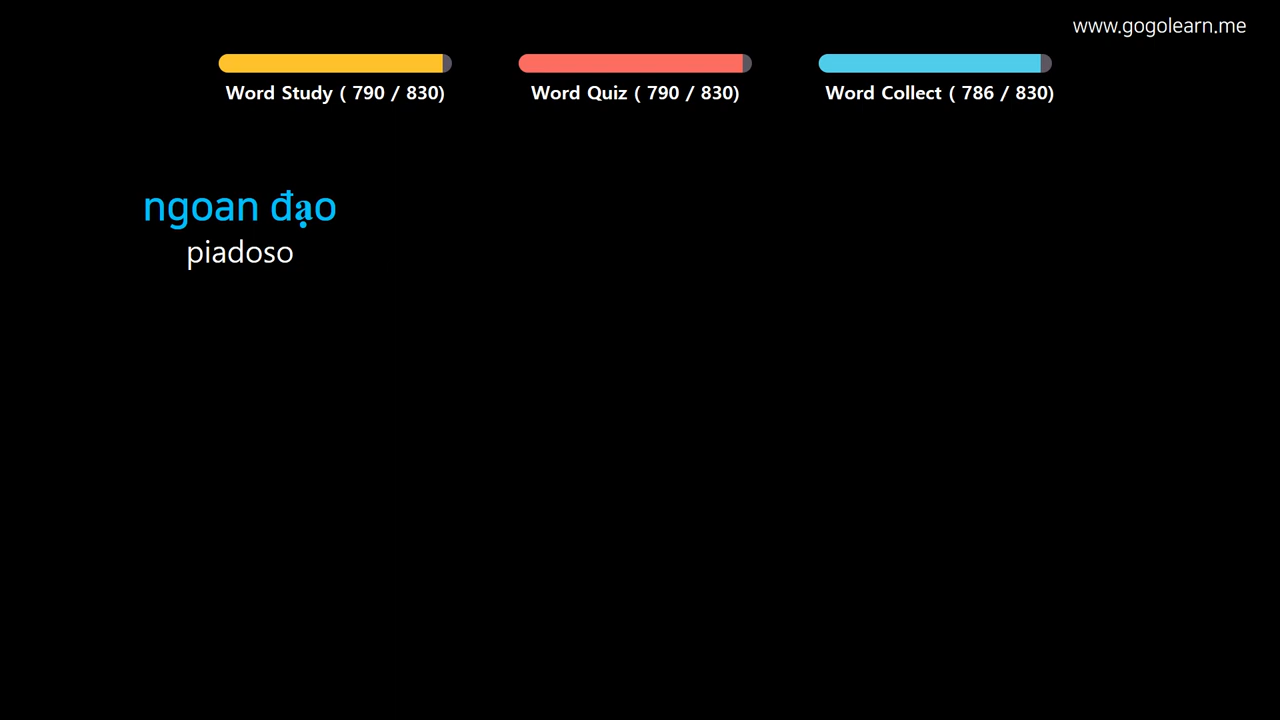 www.gogolearn.me
Word Study ( 790 / 830)
Word Quiz ( 790 / 830)
Word Collect ( 786 / 830)
ngoan đạo
piadoso